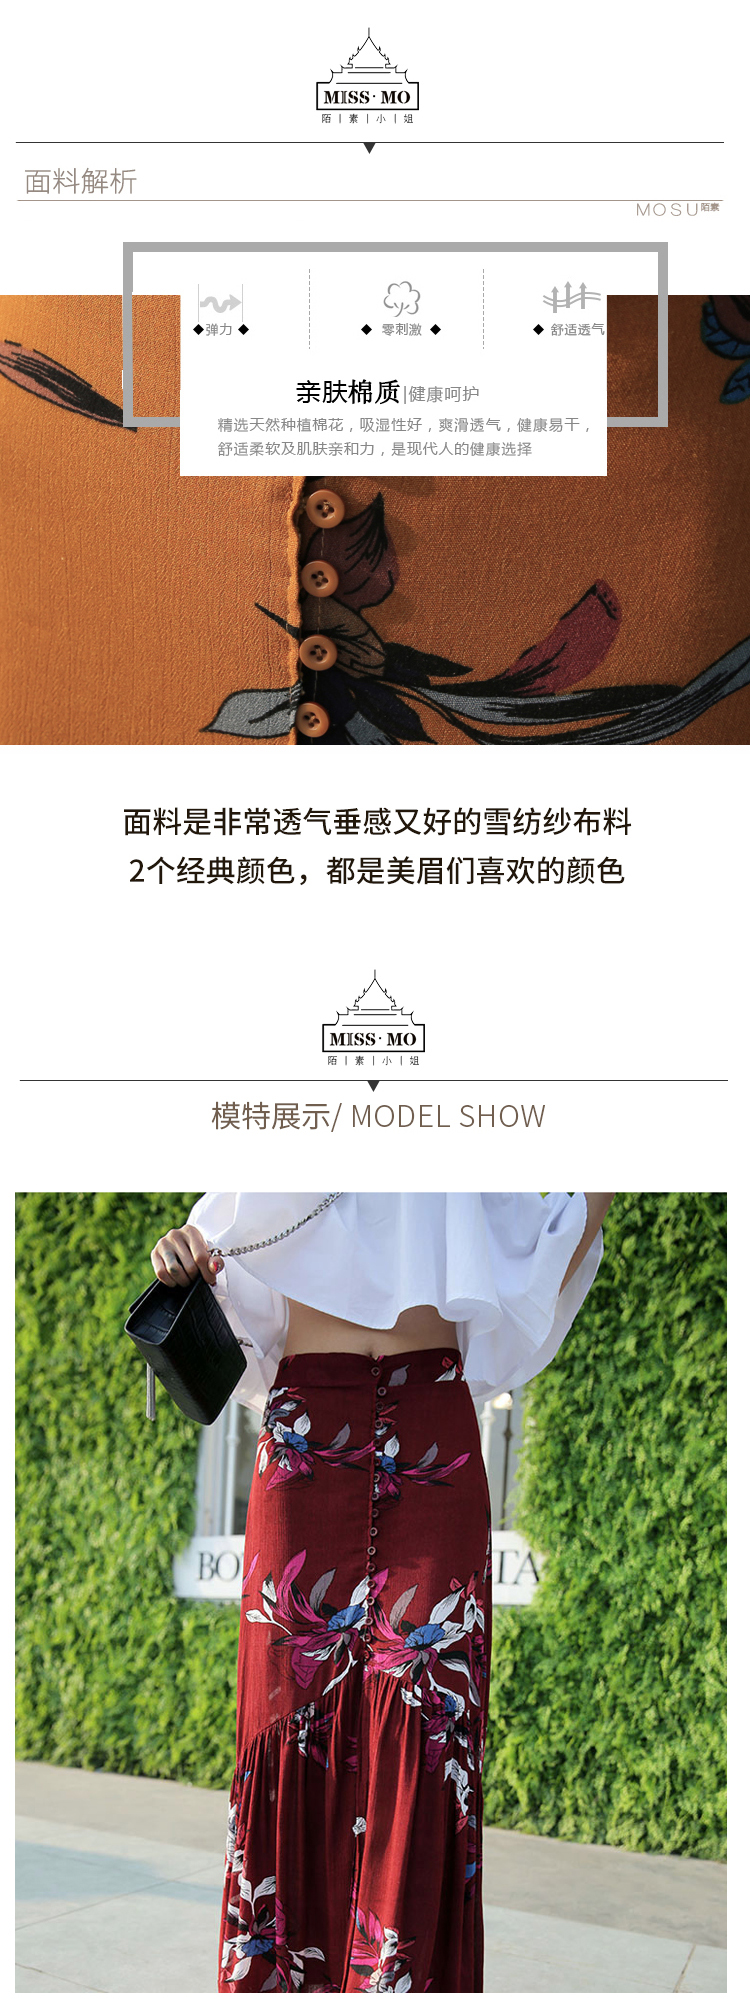 MISS·MO
陌丨素丨小丨姐
面料解析
MOSU陌素
◆弹力◆ ◆零刺激◆ ◆舒适透气
亲肤棉质|健康呵护
精选天然种植棉花，吸湿性好，爽滑透气，健康易干，
舒适柔软及肌肤亲和力，是现代人的健康选择
面料是非常透气垂感又好的雪纺纱布料
2个经典颜色，都是美眉们喜欢的颜色
MISS·MO
陌丨素丨小丨姐
模特展示/ MODEL SHOW
BO TA